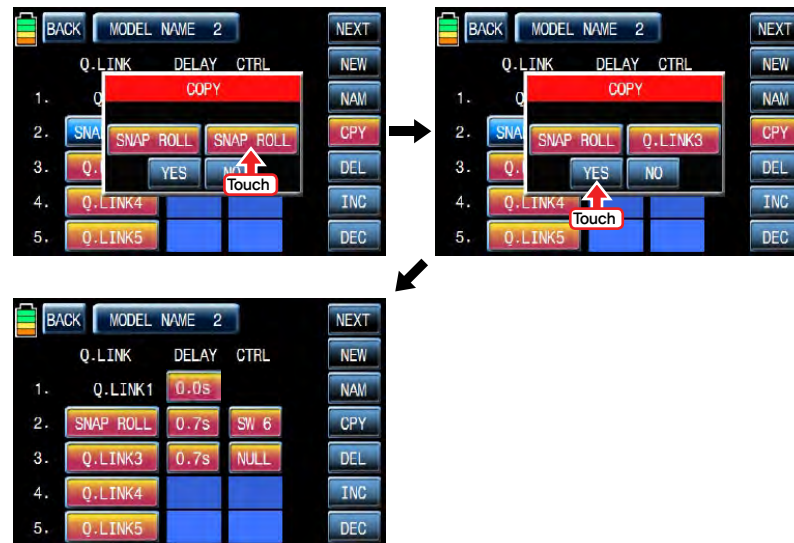 BACK MODEL NAME 2 NEXT
Q.LINK DELAY CTRL NEW
COPY
1. Q NAM
2. SNA SNAP ROLL SNAP ROLL CPY
3. Q. YES NO DEL
Touch
4. Q.LINK4 INC
5. Q.LINK5 DEC
BACK MODEL NAME 2 NEXT
Q.LINK DELAY CTRL NEW
COPY
1. Q NAM
2. SNA SNAP ROLL Q.LINK3 CPY
3. Q. YES NO DEL
4. Q.LINK4 INC
Touch
5. Q.LINK5 DEC
BACK MODEL NAME 2 NEXT
Q.LINK DELAY CTRL NEW
1. Q.LINK1 0.0s NAM
2. SNAP ROLL 0.7s SW 6 CPY
3. Q.LINK3 0.7s NULL DEL
4. Q.LINK4 INC
5. Q.LINK5 DEC